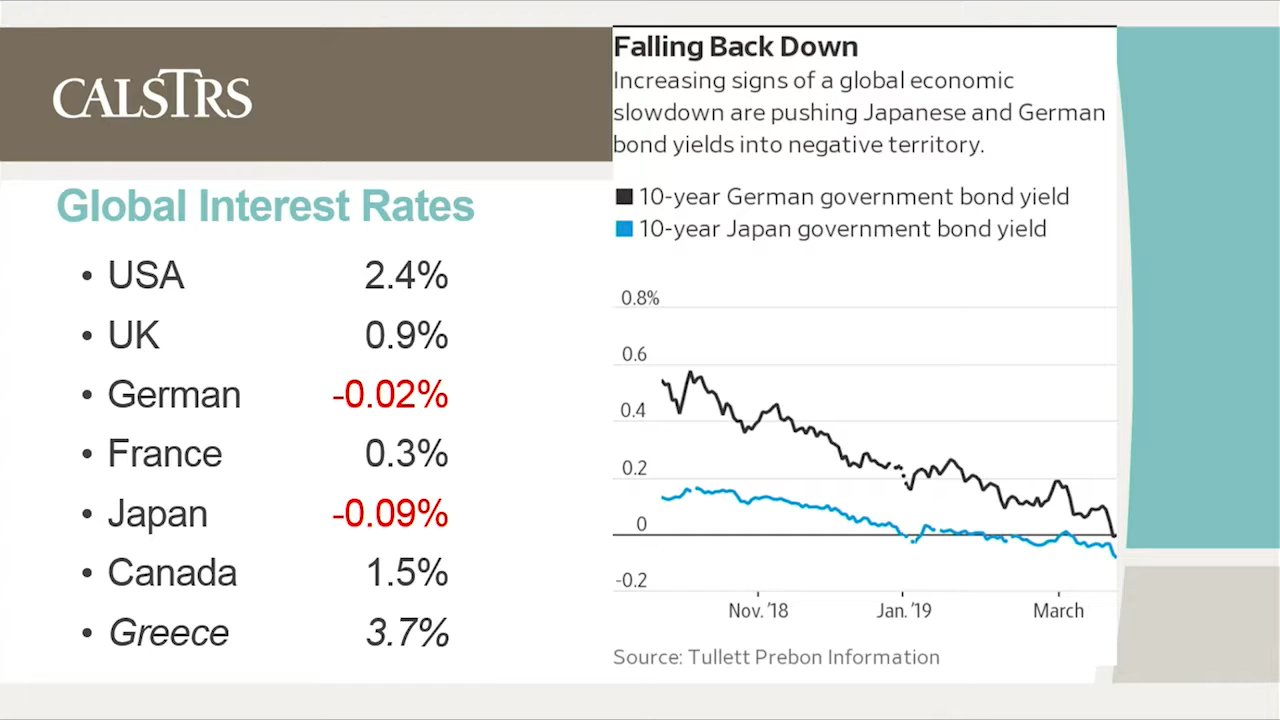 CALSTRS
Global Interest Rates
• USA 2.4%
• UK 0.9%
• German -0.02%
• France 0.3%
• Japan -0.09%
• Canada 1.5%
• Greece 3.7%
Falling Back Down
Increasing signs of a global economic
slowdown are pushing Japanese and German
bond yields into negative territory.
10-year German government bond yield
10-year Japan government bond yield
0.8%
0.6
0.4
0.2
0
-0.2
Nov. '18 Jan. '19 March
Source: Tullett Prebon Information